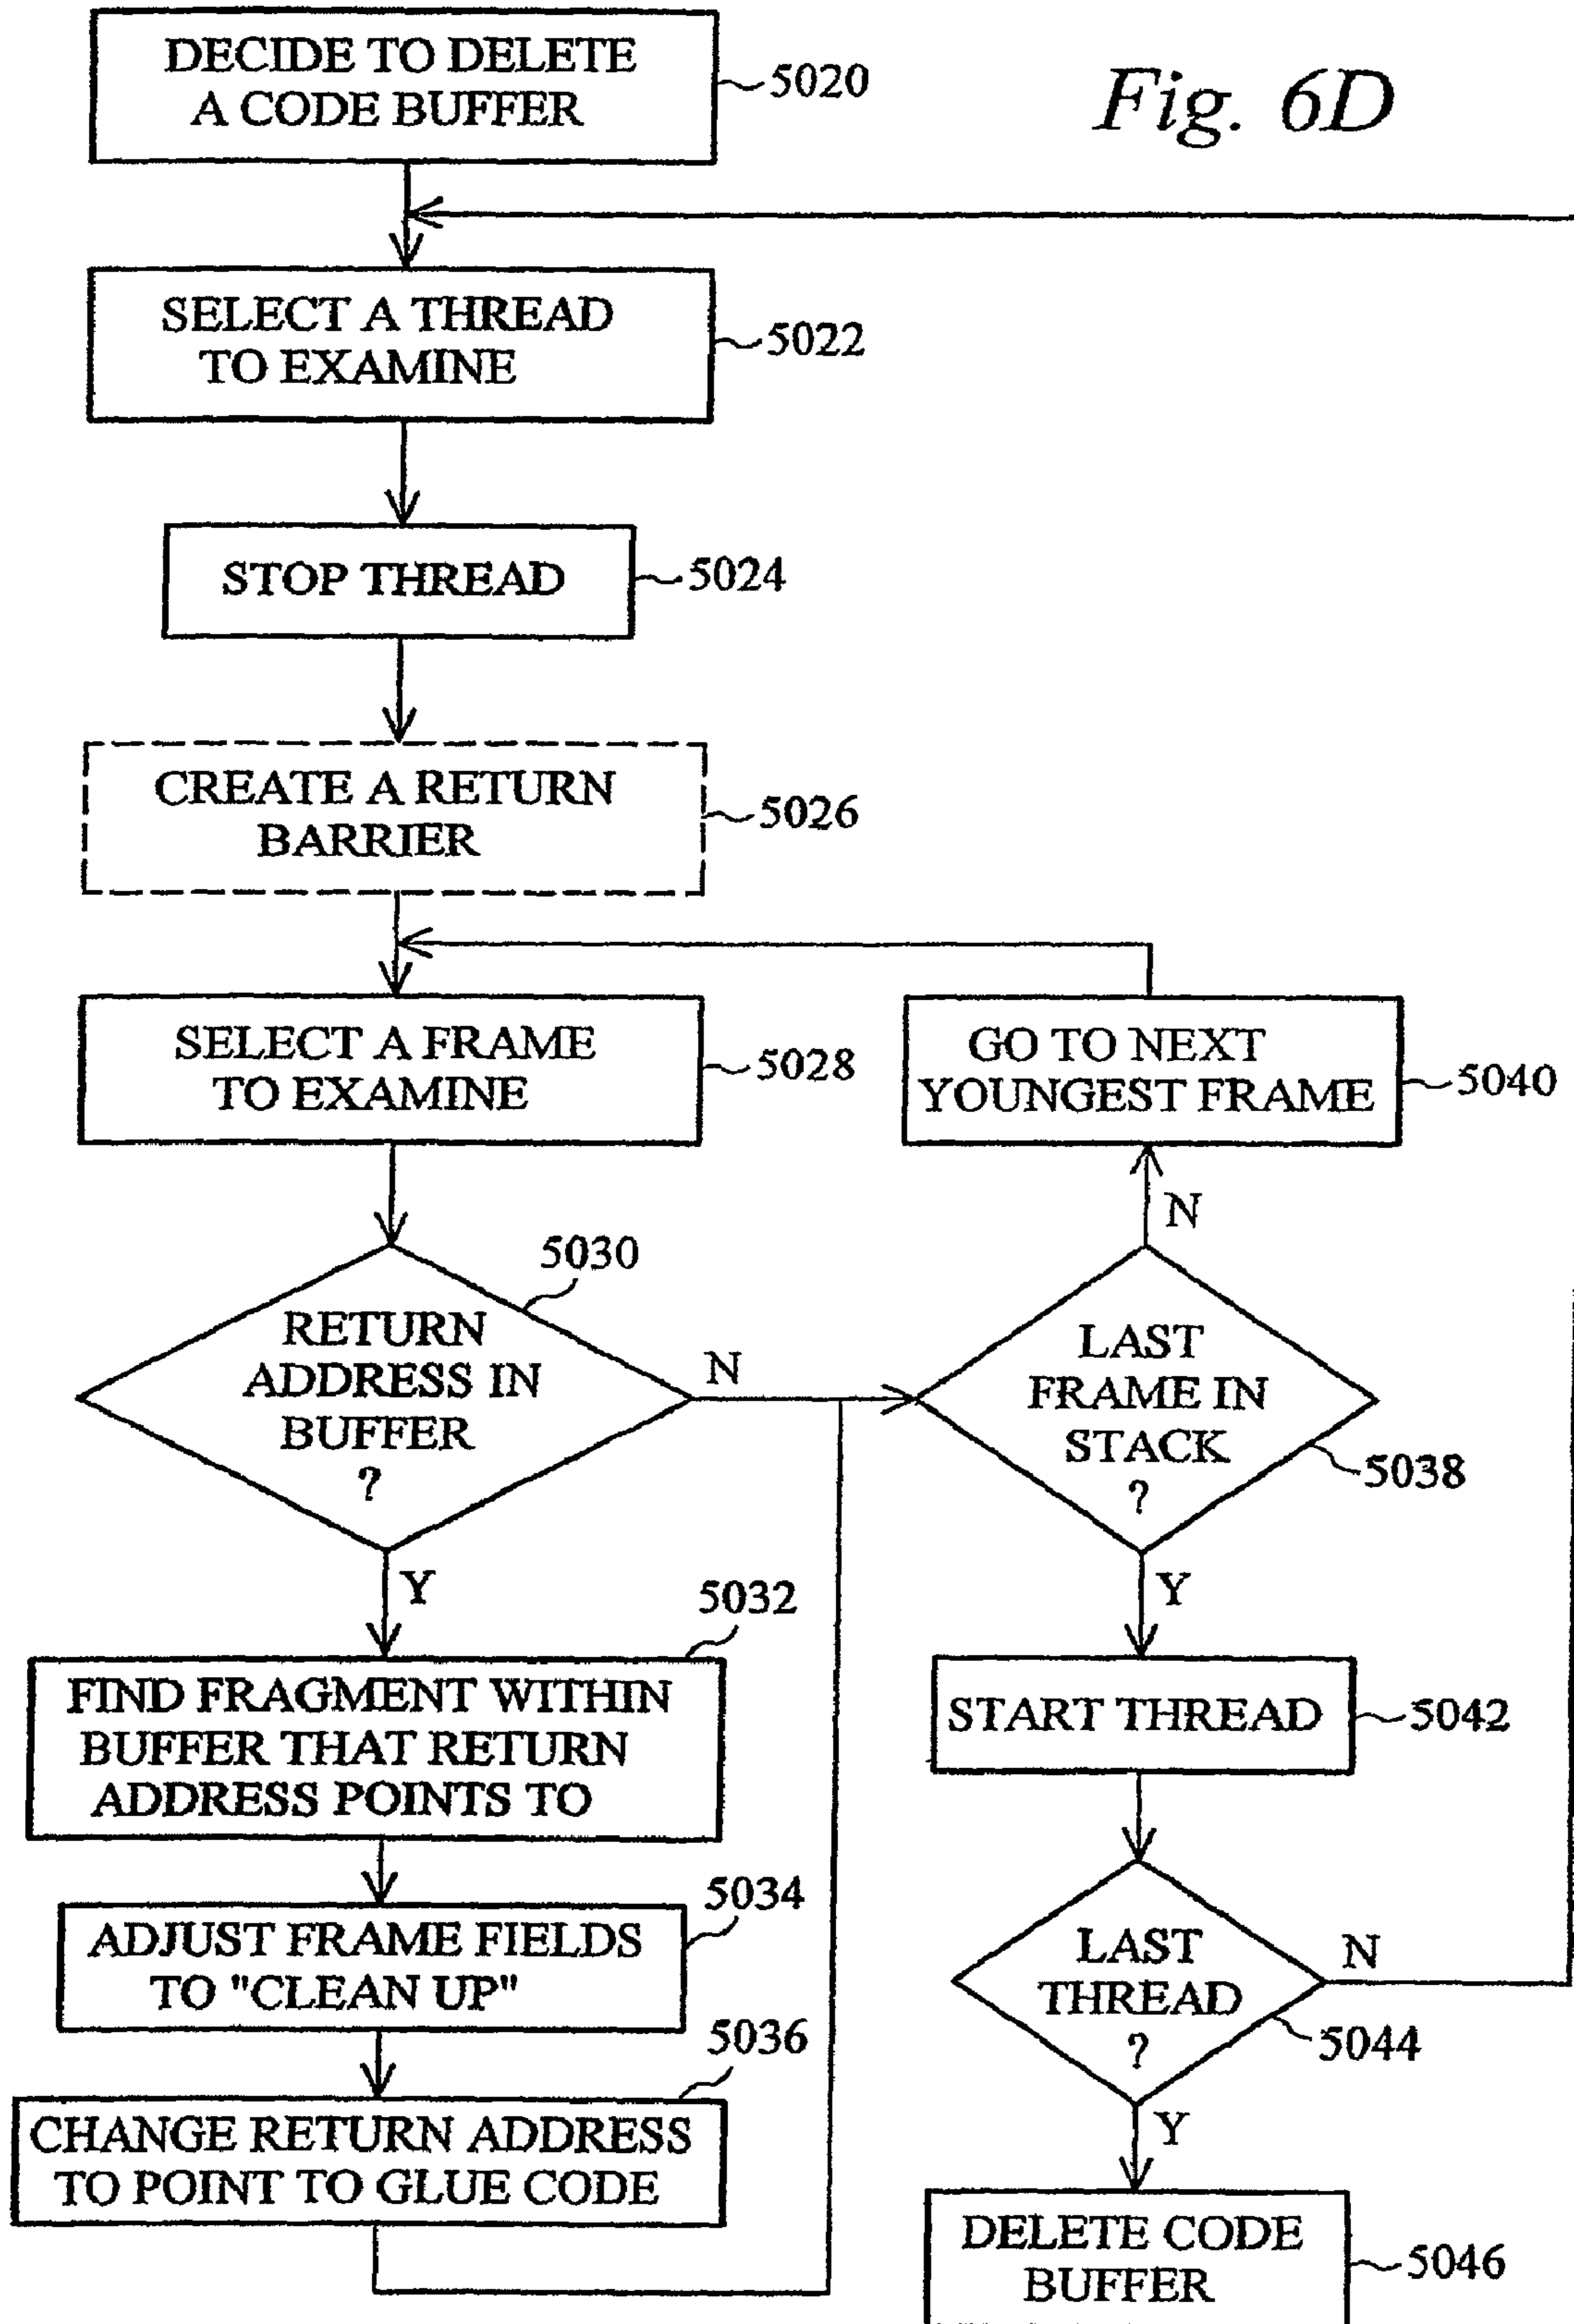 DECIDE TO DELETE
A CODE BUFFER
5020
Fig. 6D
SELECT A THREAD
TO EXAMINE
5022
STOP THREAD
5024
CREATE A RETURN
BARRIER
5026
SELECT A FRAME
TO EXAMINE
5028
GO TO NEXT
YOUNGEST FRAME
5040
N
5030
RETURN
ADDRESS IN
BUFFER
?
N
LAST
FRAME IN
STACK
?
5038
Y
Y
5032
FIND FRAGMENT WITHIN
BUFFER THAT RETURN
ADDRESS POINTS TO
START THREAD
5042
5034
ADJUST FRAME FIELDS
TO "CLEAN UP"
LAST
THREAD
?
N
5044
5036
CHANGE RETURN ADDRESS
TO POINT TO GLUE CODE
Y
DELETE CODE
BUFFER
5046